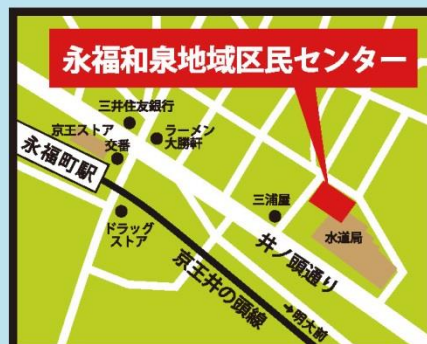 永福和泉地域区民センター
三井住友銀行
京王ストア
交番
ラーメン
大勝軒
永福町駅
三浦屋
ドラッグ
ストア
水道局
井ノ頭通り
京王井の頭線
→明大前